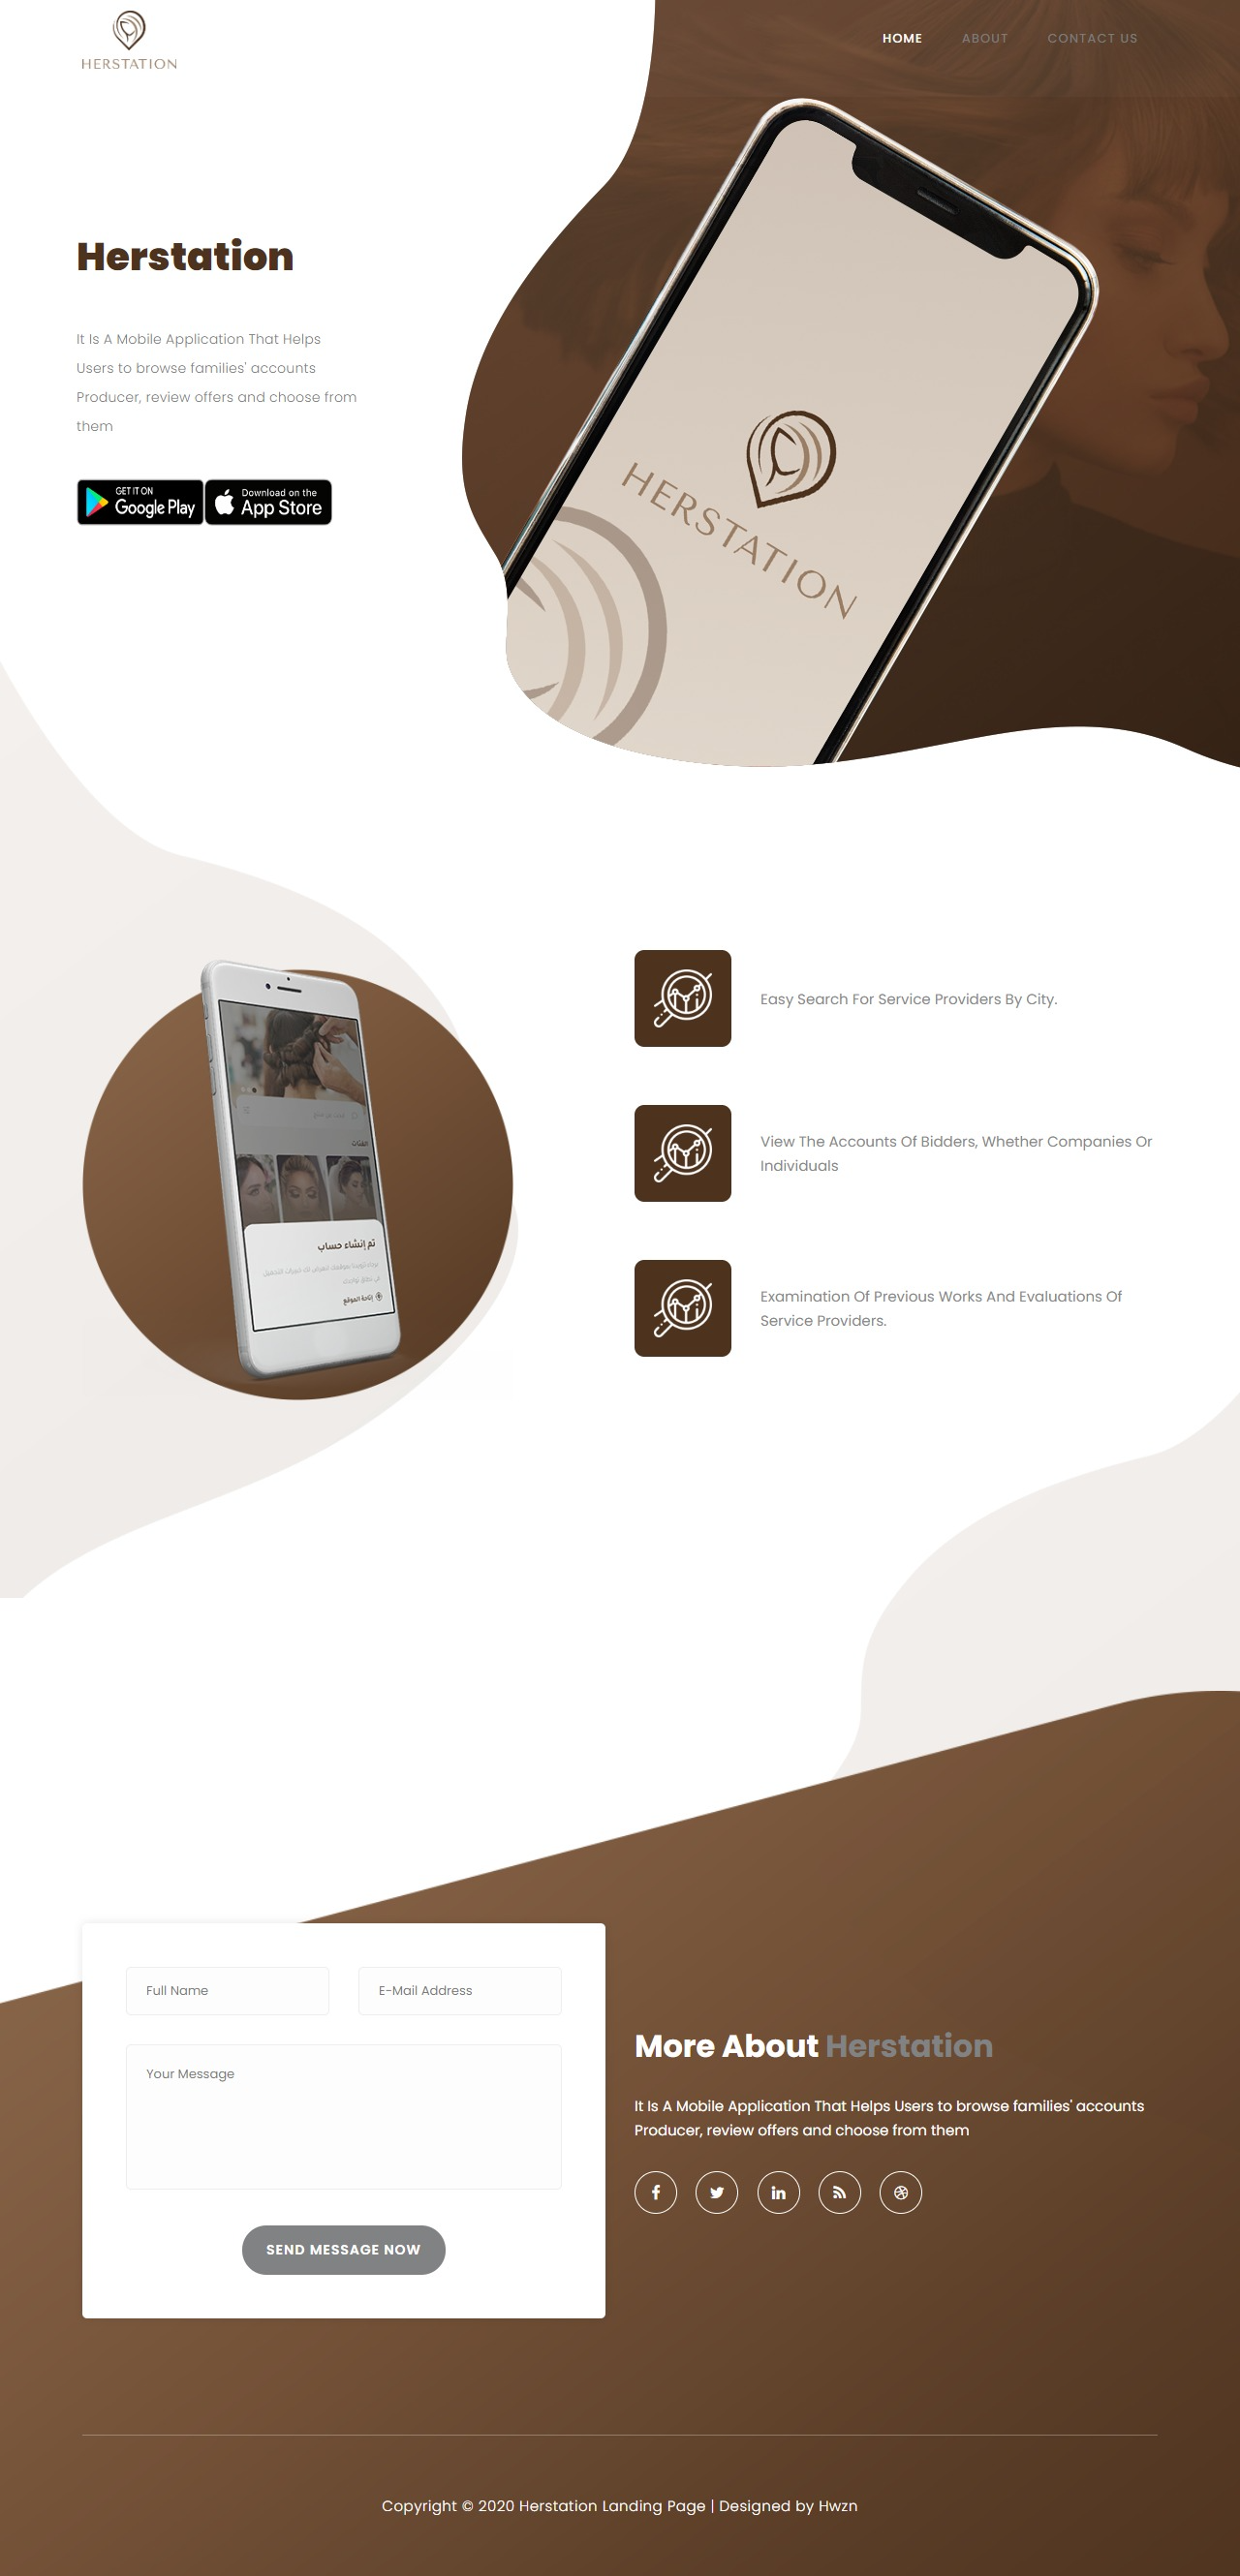 HERSTATION
HOME
ABOUT
CONTACT US
Herstation
It Is A Mobile Application That Helps
Users to browse families' accounts
Producer, review offers and choose from
them
GET IT ON
Google Play
Download on the
App Store
HERSTATION
Easy Search For Service Providers By City.
View The Accounts Of Bidders, Whether Companies Or
Individuals
Examination Of Previous Works And Evaluations Of
Service Providers.
الفئات
تم إنشاء حساب
إتاحة الموقع
Full Name
E-Mail Address
Your Message
SEND MESSAGE NOW
More About Herstation
It Is A Mobile Application That Helps Users to browse families' accounts
Producer, review offers and choose from them
Copyright © 2020 Herstation Landing Page | Designed by Hwzn